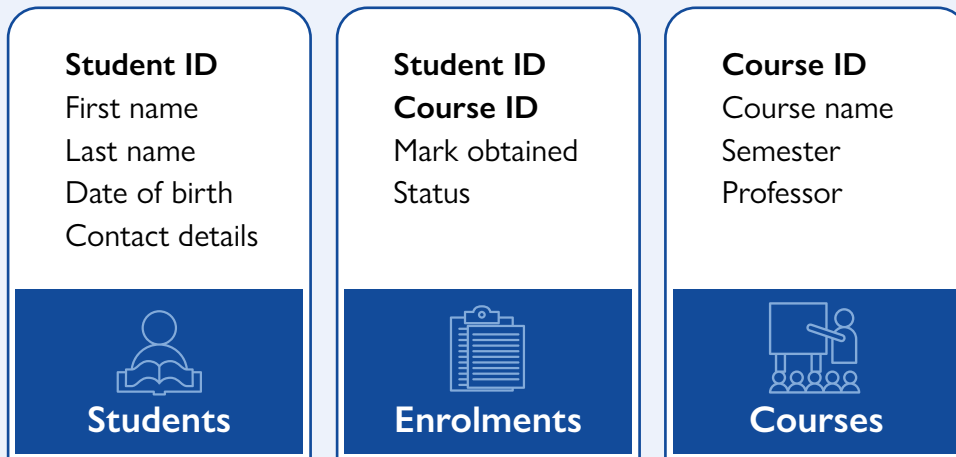 Student ID
First name
Last name
Date of birth
Contact details
Students
Student ID
Course ID
Mark obtained
Status
Enrolments
Course ID
Course name
Semester
Professor
Courses